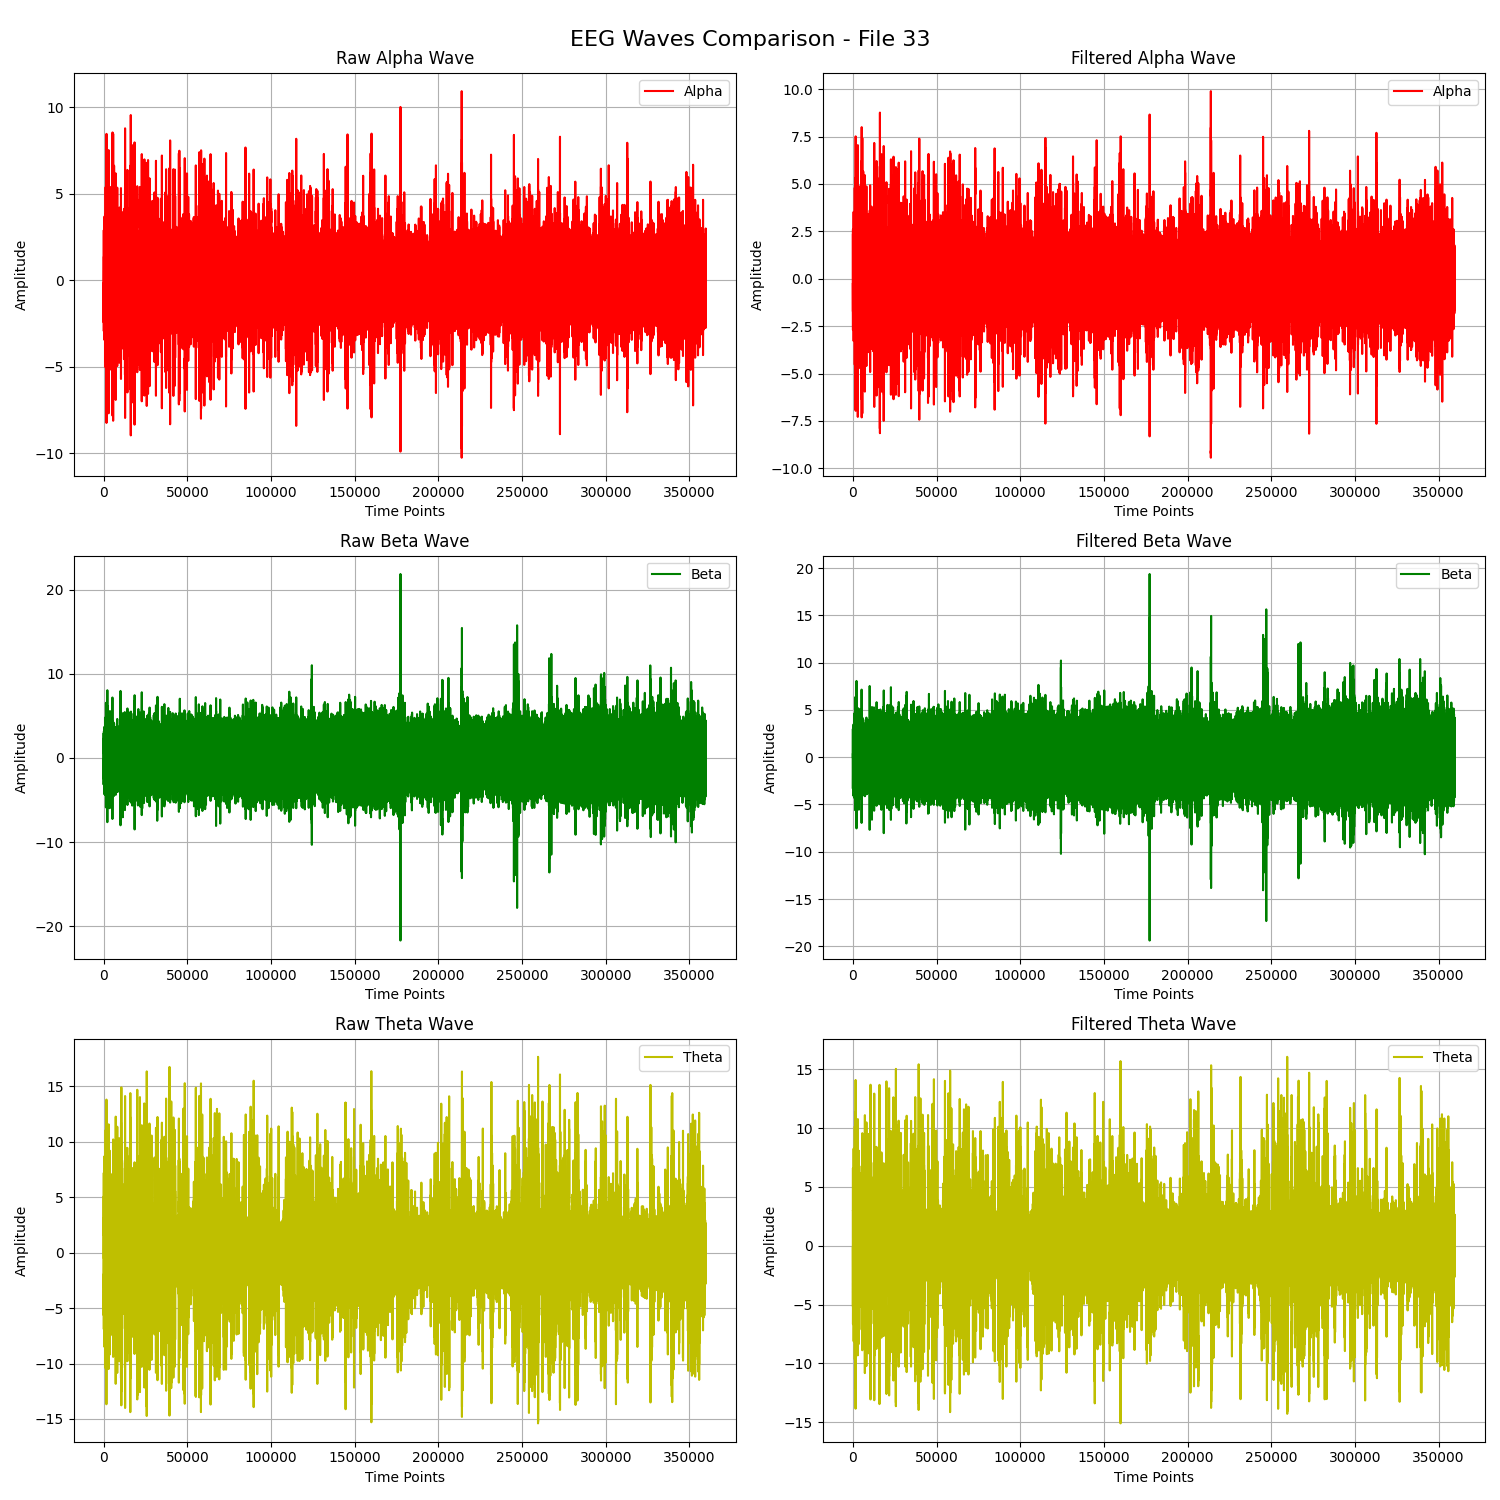 EEG Waves Comparison - File 33
Raw Alpha Wave
Alpha
Amplitude
10
5
0
−5
−10
0 50000 100000 150000 200000 250000 300000 350000
Time Points
Filtered Alpha Wave
Alpha
Amplitude
10.0
7.5
5.0
2.5
0.0
−2.5
−5.0
−7.5
−10.0
0 50000 100000 150000 200000 250000 300000 350000
Time Points
Raw Beta Wave
Beta
Amplitude
20
10
0
−10
−20
0 50000 100000 150000 200000 250000 300000 350000
Time Points
Filtered Beta Wave
Beta
Amplitude
20
15
10
5
0
−5
−10
−15
−20
0 50000 100000 150000 200000 250000 300000 350000
Time Points
Raw Theta Wave
Theta
Amplitude
15
10
5
0
−5
−10
−15
0 50000 100000 150000 200000 250000 300000 350000
Time Points
Filtered Theta Wave
Theta
Amplitude
15
10
5
0
−5
−10
−15
0 50000 100000 150000 200000 250000 300000 350000
Time Points